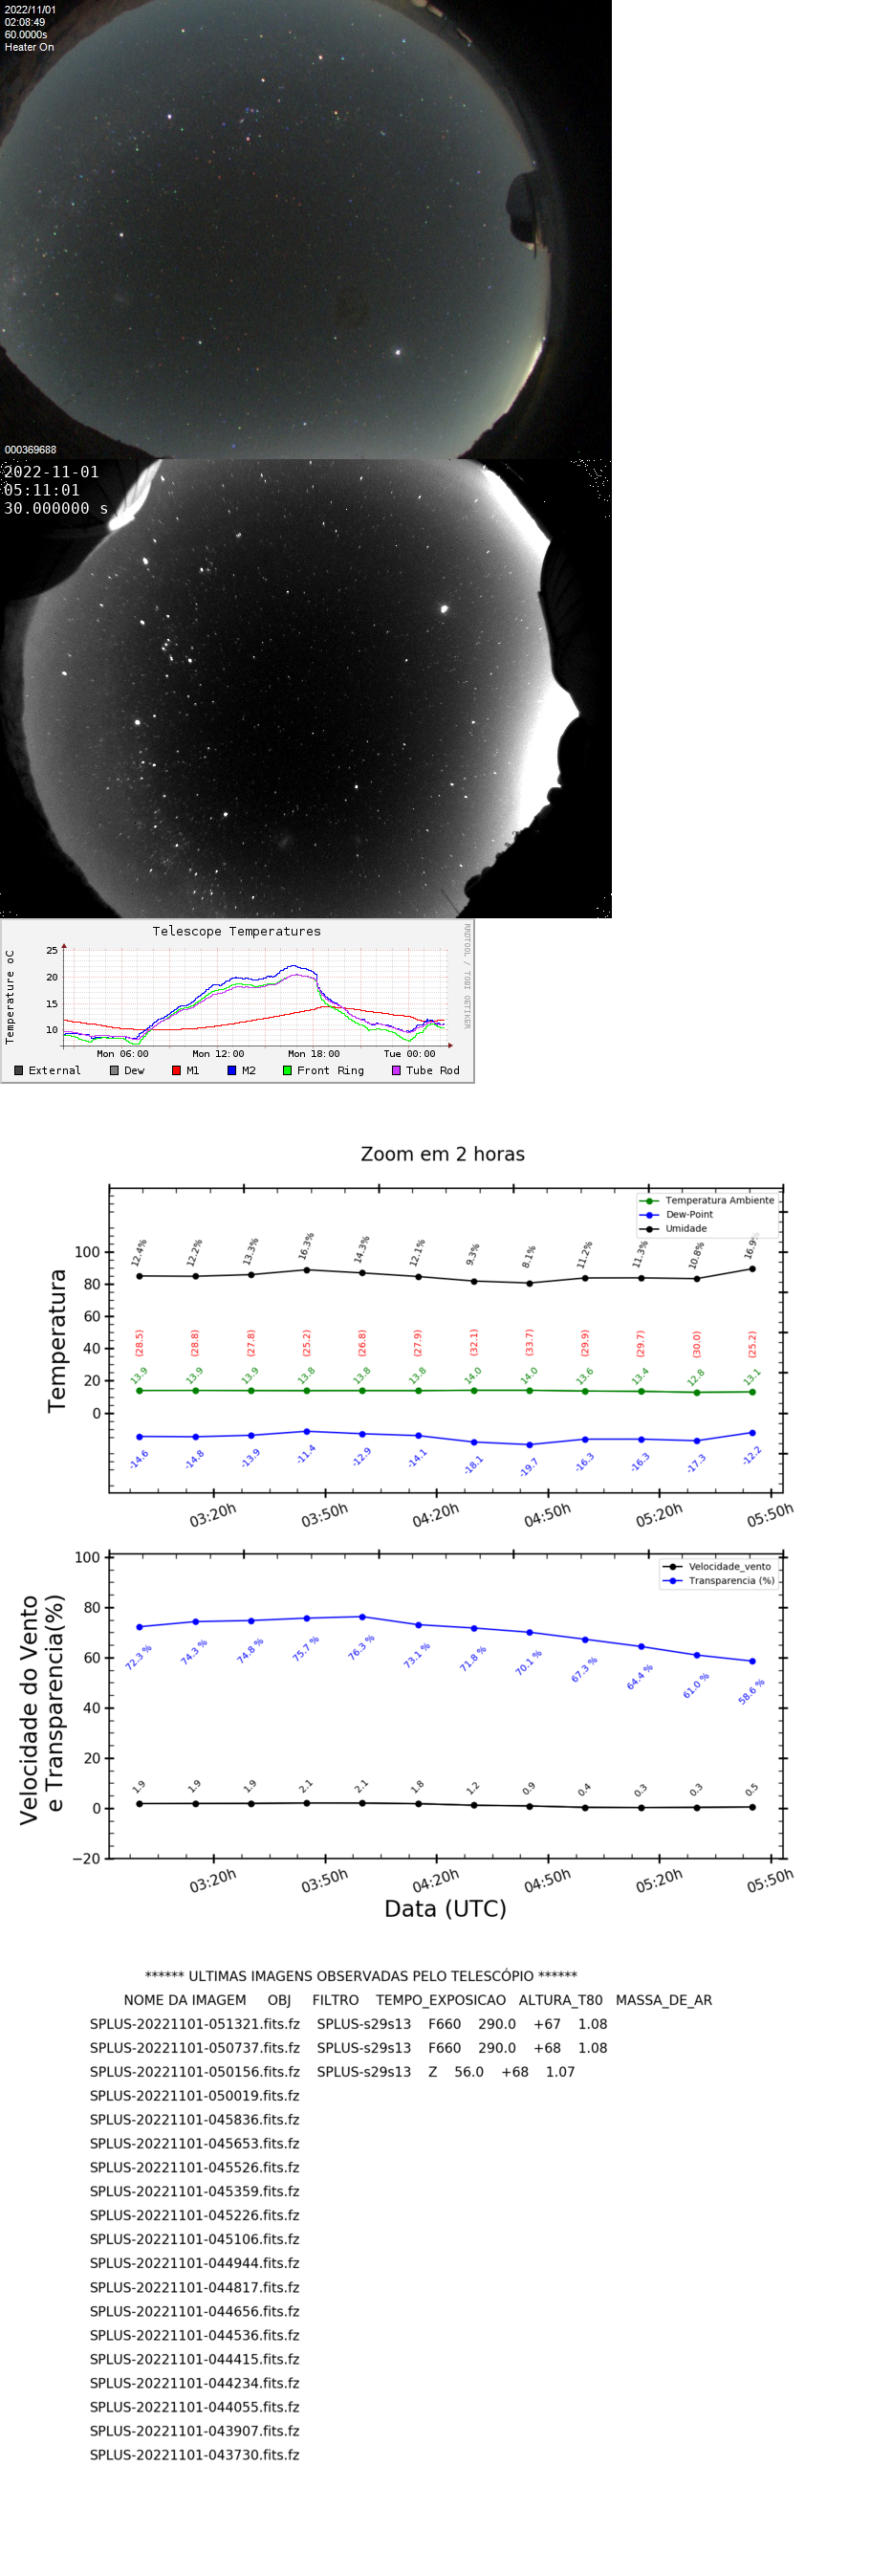 2022/11/01
02:08:49
60.0000s
Heater On
000369688
2022-11-01
05:11:01
30.000000 s
Telescope Temperatures
RRDTOOL / TOBI OETIKER
Temperature oC
25
20
15
10
Mon 06:00 Mon 12:00 Mon 18:00 Tue 00:00
External Dew M1 M2 Front Ring Tube Rod
Zoom em 2 horas
Temperatura Ambiente
Dew-Point
Umidade
Temperatura
100
80
60
40
20
0
12.4% 12.2% 13.3% 16.3% 14.3% 12.1% 9.3% 8.1% 11.2% 11.3% 10.8% 16.9%
(28.5) (28.8) (27.8) (25.2) (26.8) (27.9) (32.1) (33.7) (29.9) (29.7) (30.0) (25.2)
13.9 13.9 13.9 13.8 13.8 13.8 14.0 14.0 13.6 13.4 12.8 13.1
-14.6 -14.8 -13.9 -11.4 -12.9 -14.1 -18.1 -19.7 -16.3 -16.3 -17.3 -12.2
03:20h 03:50h 04:20h 04:50h 05:20h 05:50h
Velocidade_vento
Transparencia (%)
Velocidade do Vento
e Transparencia(%)
100
80
60
40
20
0
−20
72.3 % 74.3 % 74.8 % 75.7 % 76.3 % 73.1 % 71.8 % 70.1 % 67.3 % 64.4 % 61.0 % 58.6 %
1.9 1.9 1.9 2.1 2.1 1.8 1.2 0.9 0.4 0.3 0.3 0.5
03:20h 03:50h 04:20h 04:50h 05:20h 05:50h
Data (UTC)
****** ULTIMAS IMAGENS OBSERVADAS PELO TELESCÓPIO ******
NOME DA IMAGEM OBJ FILTRO TEMPO_EXPOSICAO ALTURA_T80 MASSA_DE_AR
SPLUS-20221101-051321.fits.fz SPLUS-s29s13 F660 290.0 +67 1.08
SPLUS-20221101-050737.fits.fz SPLUS-s29s13 F660 290.0 +68 1.08
SPLUS-20221101-050156.fits.fz SPLUS-s29s13 Z 56.0 +68 1.07
SPLUS-20221101-050019.fits.fz
SPLUS-20221101-045836.fits.fz
SPLUS-20221101-045653.fits.fz
SPLUS-20221101-045526.fits.fz
SPLUS-20221101-045359.fits.fz
SPLUS-20221101-045226.fits.fz
SPLUS-20221101-045106.fits.fz
SPLUS-20221101-044944.fits.fz
SPLUS-20221101-044817.fits.fz
SPLUS-20221101-044656.fits.fz
SPLUS-20221101-044536.fits.fz
SPLUS-20221101-044415.fits.fz
SPLUS-20221101-044234.fits.fz
SPLUS-20221101-044055.fits.fz
SPLUS-20221101-043907.fits.fz
SPLUS-20221101-043730.fits.fz